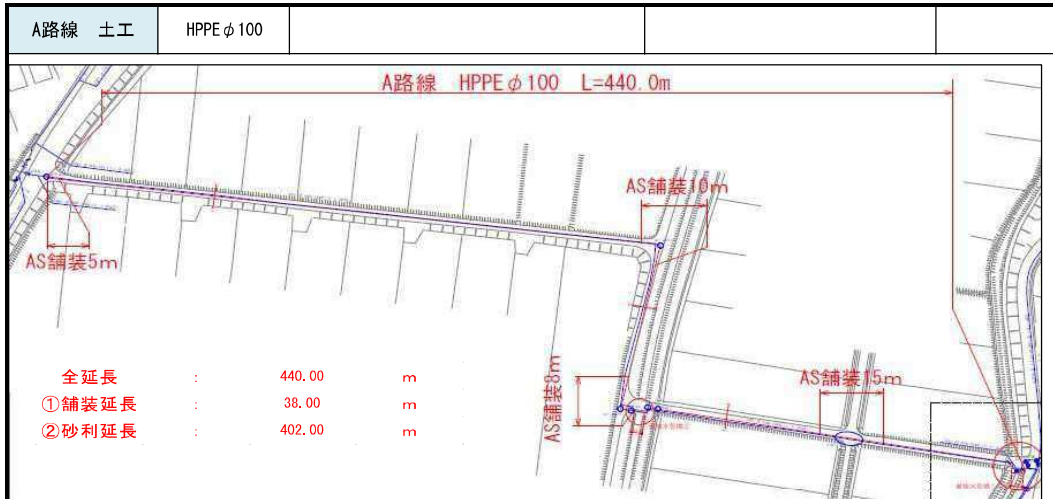 A路線 土工 HPPEφ100
A路線 HPPEφ100 L=440.0m
AS舗装10m
AS舗装5m
AS舗装8m
AS舗装15m
全延長 : 440.00 m
①舗装延長 : 38.00 m
②砂利延長 : 402.00 m